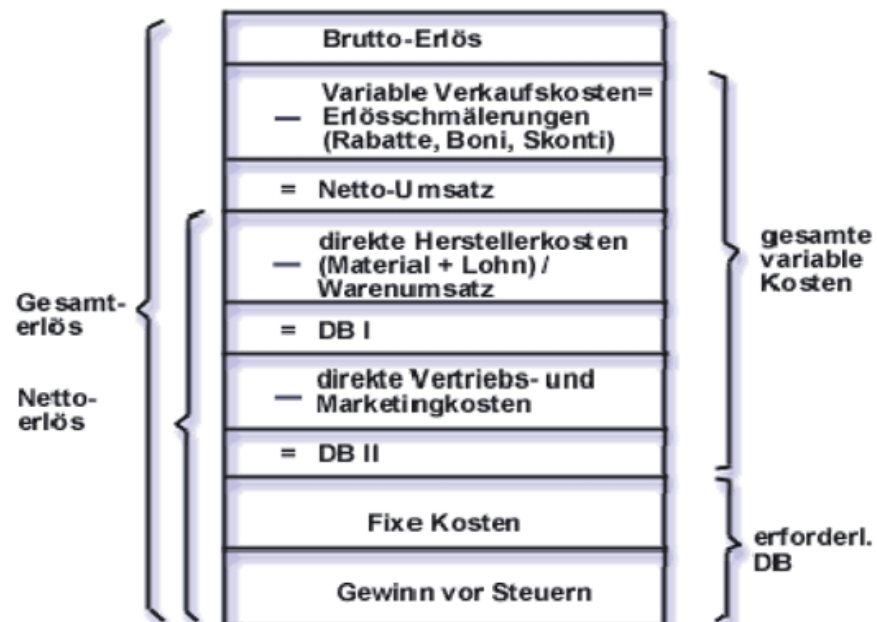 Brutto-Erlös
Variable Verkaufskosten=
— Erlösschmälerungen
(Rabatte, Boni, Skonti)
= Netto-Umsatz
direkte Herstellerkosten
— (Material + Lohn) /
Warenumsatz
= DB I
direkte Vertriebs- und
— Marketingkosten
= DB II
Fixe Kosten
Gewinn vor Steuern
Gesamt-
erlös
Netto-
erlös
gesamte
variable
Kosten
erforderl.
DB